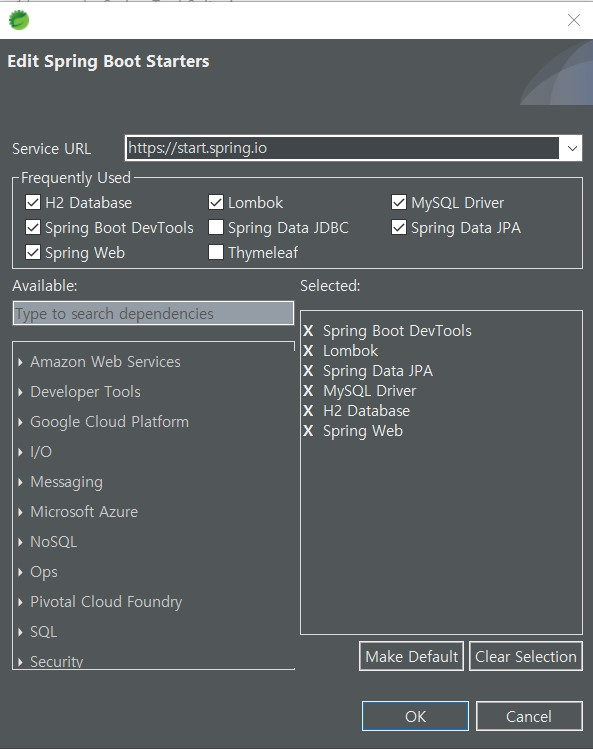 Edit Spring Boot Starters
Service URL https://start.spring.io
Frequently Used
H2 Database Lombok MySQL Driver
Spring Boot DevTools Spring Data JDBC Spring Data JPA
Spring Web Thymeleaf
Available:
Type to search dependencies
Amazon Web Services
Developer Tools
Google Cloud Platform
I/O
Messaging
Microsoft Azure
NoSQL
Ops
Pivotal Cloud Foundry
SQL
Security
Selected:
X Spring Boot DevTools
X Lombok
X Spring Data JPA
X MySQL Driver
X H2 Database
X Spring Web
Make Default Clear Selection
OK Cancel